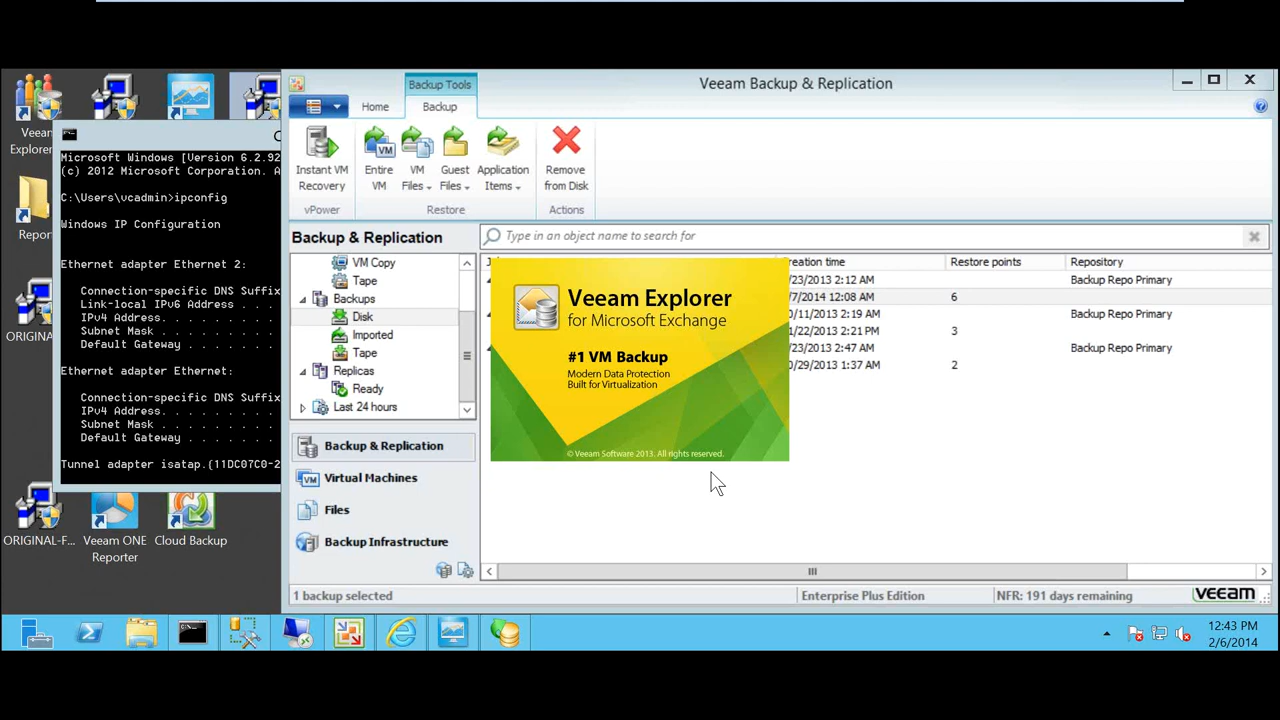 Veeam
Explorer
Repor
ORIGINAL
ORIGINAL-F...
Veeam ONE
Reporter
Cloud Backup
Microsoft Windows [Version 6.2.92
(c) 2012 Microsoft Corporation. A
C:\Users\vcadmin>ipconfig
Windows IP Configuration
Ethernet adapter Ethernet 2:
Connection-specific DNS Suffix
Link-local IPv6 Address . . . . .
IPv4 Address. . . . . . . . . . .
Subnet Mask . . . . . . . . . . .
Default Gateway . . . . . . . . .
Ethernet adapter Ethernet:
Connection-specific DNS Suffix
IPv4 Address. . . . . . . . . . .
Subnet Mask . . . . . . . . . . .
Default Gateway . . . . . . . . .
Tunnel adapter isatap.{11DC07C0-2
Backup Tools
Veeam Backup & Replication
Home
Backup
Instant VM
Recovery
Entire
VM
VM
Files
Guest
Files
Application
Items
Remove
from Disk
vPower
Restore
Actions
Backup & Replication
Type in an object name to search for
VM Copy
Tape
Backups
Disk
Imported
Tape
Replicas
Ready
Last 24 hours
Backup & Replication
Virtual Machines
Files
Backup Infrastructure
reation time
Restore points
Repository
/23/2013 2:12 AM
Backup Repo Primary
/7/2014 12:08 AM
6
0/11/2013 2:19 AM
Backup Repo Primary
1/22/2013 2:21 PM
3
/23/2013 2:47 AM
Backup Repo Primary
0/29/2013 1:37 AM
2
Veeam Explorer
for Microsoft Exchange
#1 VM Backup
Modern Data Protection
Built for Virtualization
© Veeam Software 2013. All rights reserved.
1 backup selected
Enterprise Plus Edition
NFR: 191 days remaining
veeam
12:43 PM
2/6/2014